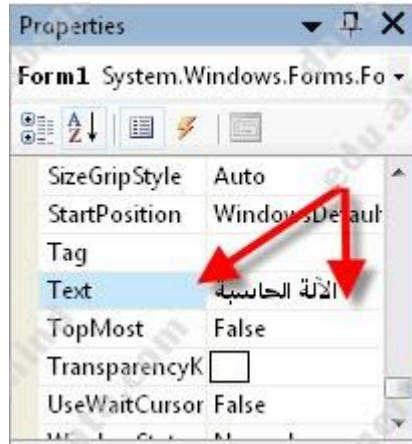 Properties
Form1 System.Windows.Forms.Fo
SizeGripStyle Auto
StartPosition WindowsDefault
Tag
Text الآلة الحاسبة
TopMost False
TransparencyK
UseWaitCursor False